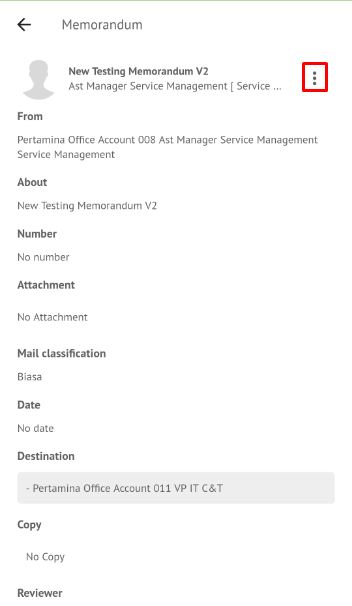 Memorandum
New Testing Memorandum V2
Ast Manager Service Management [ Service ...
From
Pertamina Office Account 008 Ast Manager Service Management
Service Management
About
New Testing Memorandum V2
Number
No number
Attachment
No Attachment
Mail classification
Biasa
Date
No date
Destination
- Pertamina Office Account 011 VP IT C&T
Copy
No Copy
Reviewer